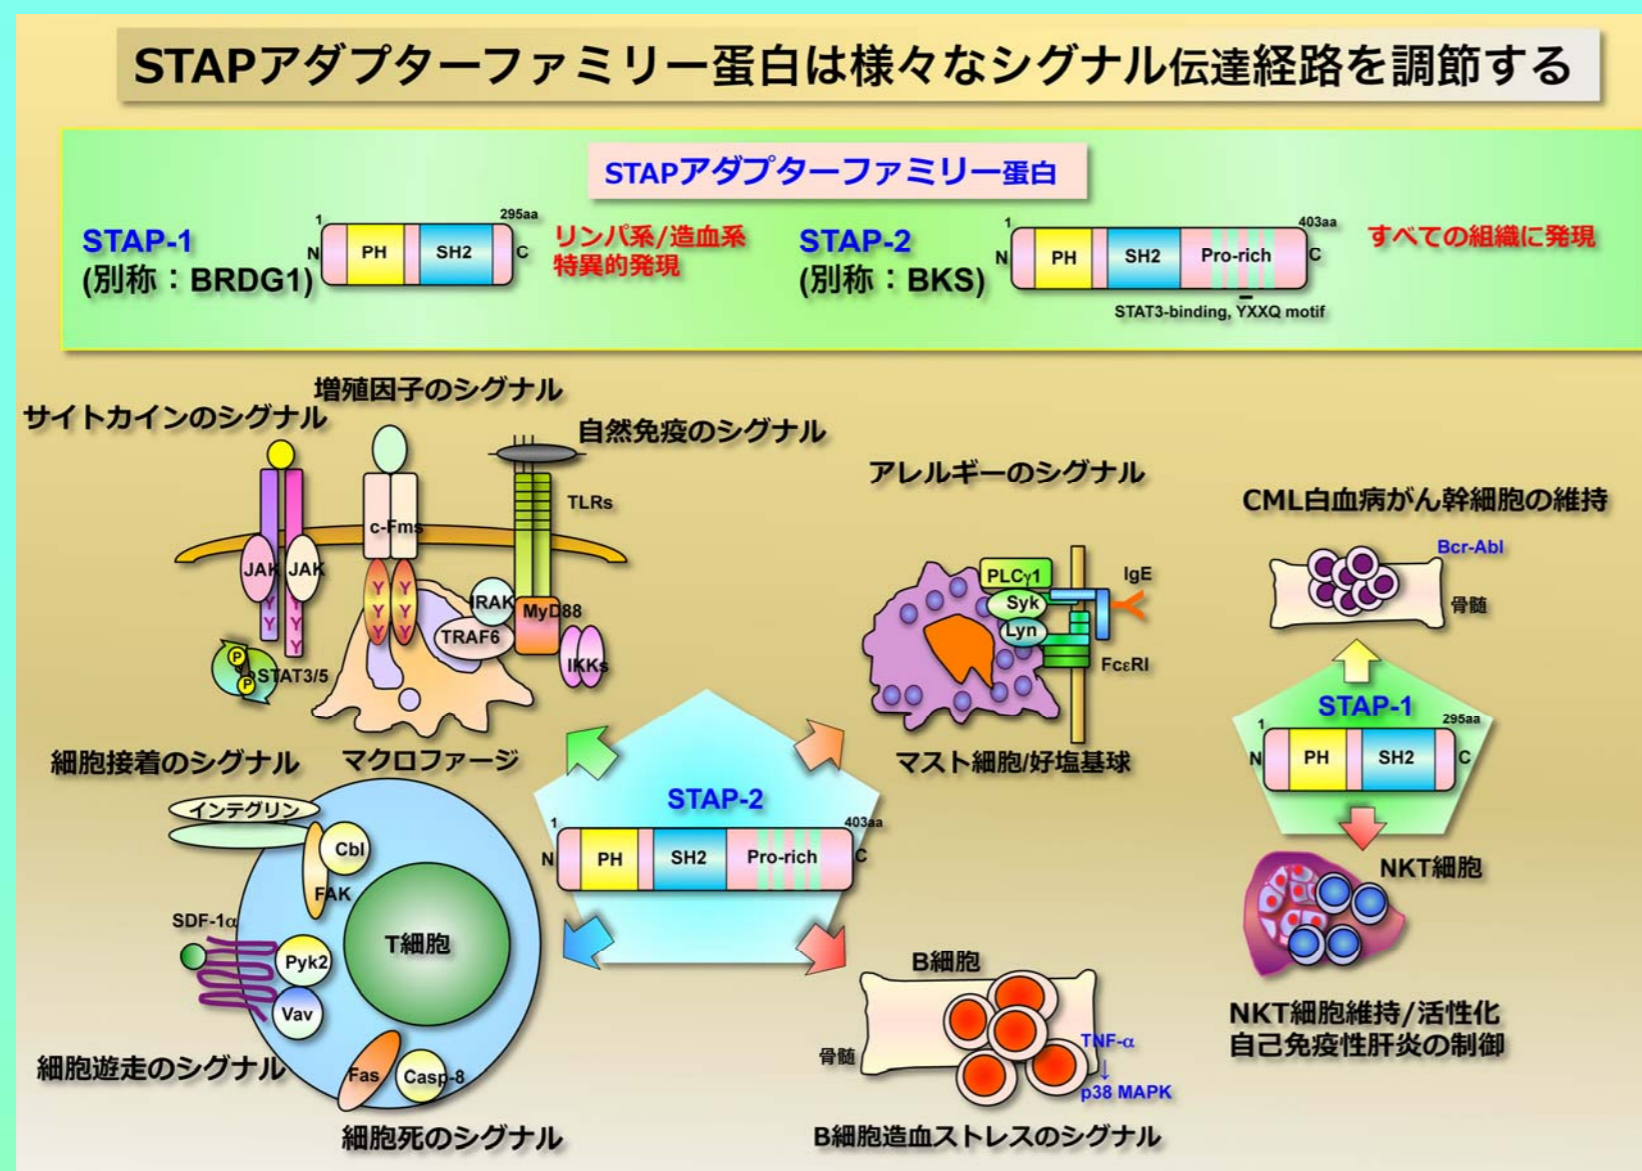 STAPアダプターファミリー蛋白は様々なシグナル伝達経路を調節する
STAPアダプターファミリー蛋白
STAP-1
(別称：BRDG1)
1
295aa
N
PH
SH2
C
リンパ系/造血系
特異的発現
STAP-2
(別称：BKS)
1
403aa
N
PH
SH2
Pro-rich
C
STAT3-binding, YXXQ motif
すべての組織に発現
サイトカインのシグナル
増殖因子のシグナル
自然免疫のシグナル
TLRs
c-Fms
JAK
JAK
Y
Y
Y
Y
Y
Y
Y
Y
Y
Y
Y
IRAK
MyD88
TRAF6
IKKs
P
P
STAT3/5
マクロファージ
アレルギーのシグナル
PLCγ1
Syk
Lyn
IgE
FcεRI
マスト細胞/好塩基球
CML白血病がん幹細胞の維持
Bcr-Abl
骨髄
STAP-1
1
295aa
N
PH
SH2
C
NKT細胞
NKT細胞維持/活性化
自己免疫性肝炎の制御
STAP-2
1
403aa
N
PH
SH2
Pro-rich
C
細胞接着のシグナル
インテグリン
Cbl
FAK
SDF-1α
Pyk2
Vav
T細胞
細胞遊走のシグナル
Fas
Casp-8
細胞死のシグナル
B細胞
骨髄
TNF-α
↓
p38 MAPK
B細胞造血ストレスのシグナル